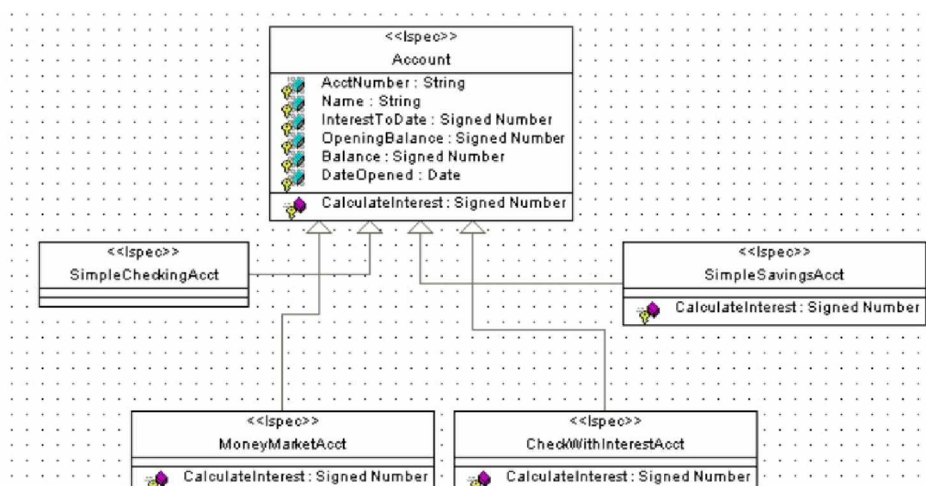 <<Ispec>>
Account
AcctNumber : String
Name : String
InterestToDate : Signed Number
OpeningBalance : Signed Number
Balance : Signed Number
DateOpened : Date
CalculateInterest : Signed Number
<<Ispec>>
SimpleCheckingAcct
<<Ispec>>
SimpleSavingsAcct
CalculateInterest : Signed Number
<<Ispec>>
MoneyMarketAcct
CalculateInterest : Signed Number
<<Ispec>>
CheckWithInterestAcct
CalculateInterest : Signed Number